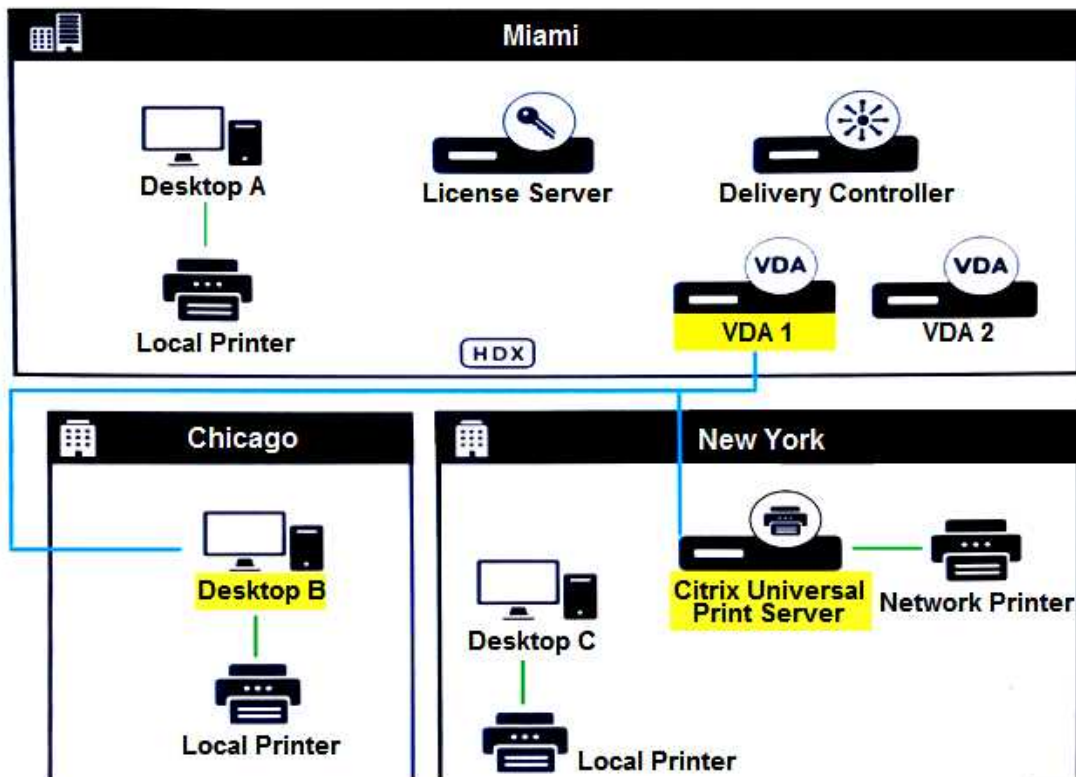 Miami
Desktop A
License Server
Delivery Controller
Local Printer
VDA
VDA
VDA 1
VDA 2
HDX
Chicago
New York
Desktop B
Citrix Universal
Print Server
Network Printer
Desktop C
Local Printer
Local Printer